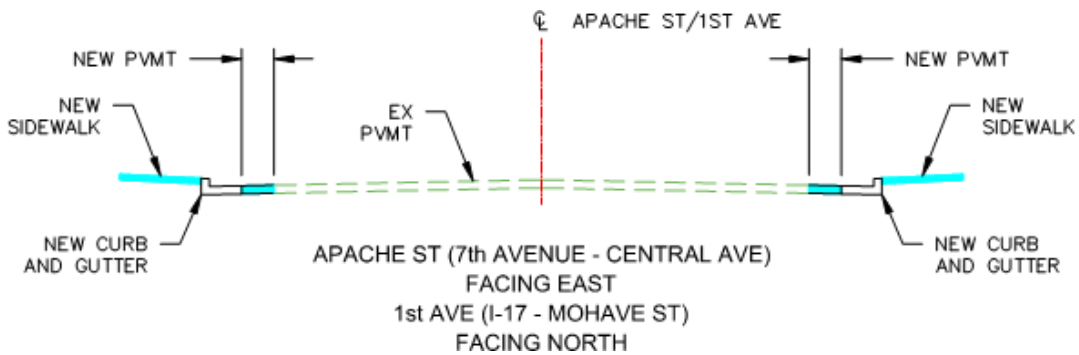 ℄ APACHE ST/1ST AVE
NEW PVMT
NEW PVMT
NEW
SIDEWALK
EX
PVMT
NEW
SIDEWALK
NEW CURB
AND GUTTER
NEW CURB
AND GUTTER
APACHE ST (7th AVENUE - CENTRAL AVE)
FACING EAST
1st AVE (I-17 - MOHAVE ST)
FACING NORTH